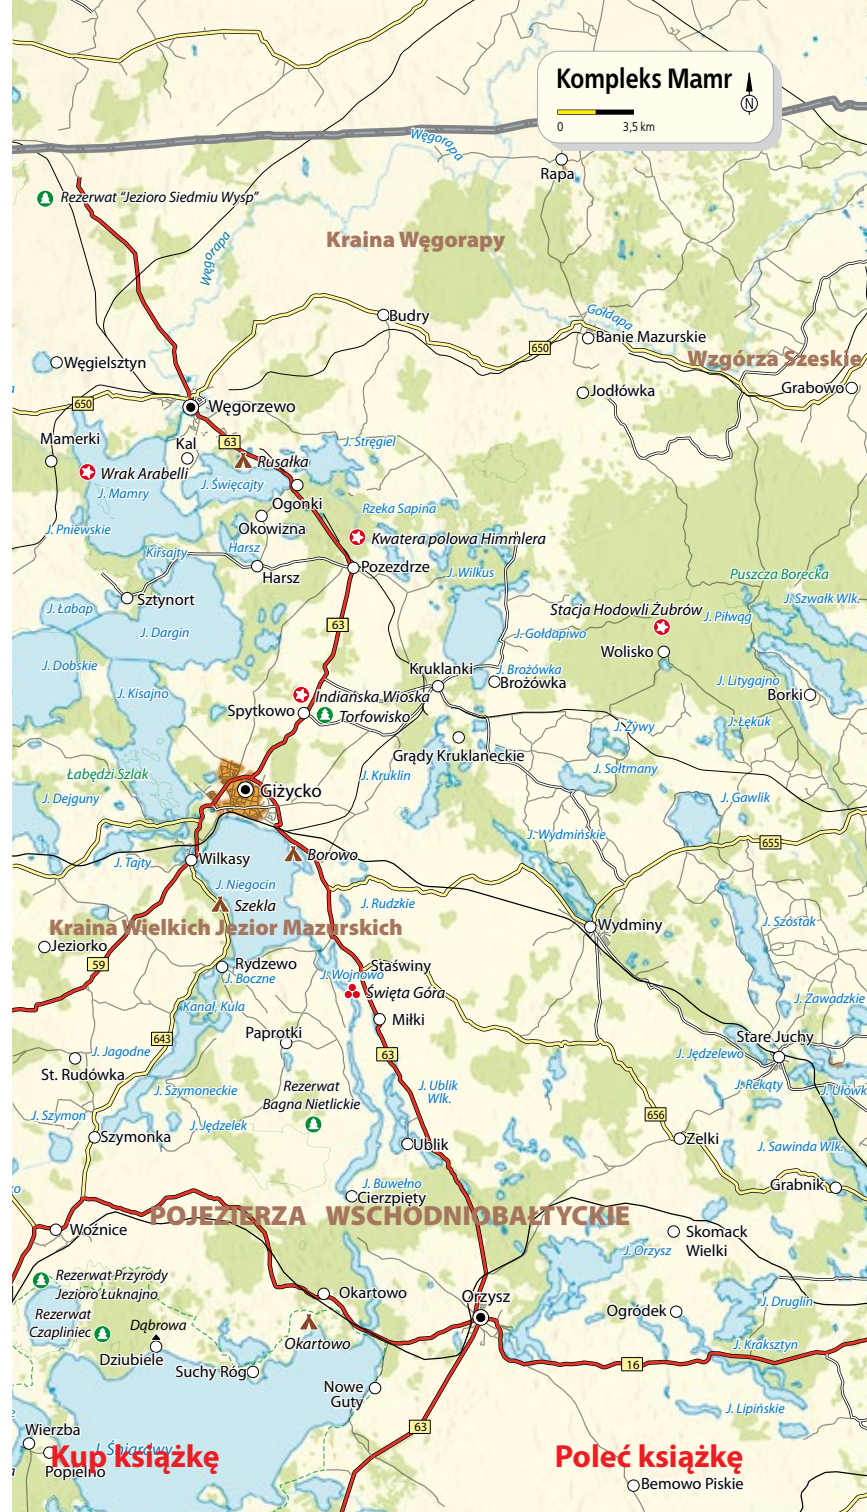 Kompleks Mamr
N
0
3,5 km
Węgorapa
Rapa
Rezerwat "Jezioro Siedmiu Wysp"
Kraina Węgorapy
Węgorapa
Budry
Gołdapa
Banie Mazurskie
650
Wzgórza Szeskie
Węgielsztyn
Jodłówka
Grabowo
650
Węgorzewo
Mamerki
Kal
63
J. Stręgiel
Rusałka
Wrak Arabelli
J. Mamry
J. Święcajty
Ogonki
Rzeka Sapina
Okowizna
J. Pniewskie
Kwatera polowa Himmlera
Kirsajty
Harsz
Harsz
Pozezdrze
J. Wilkus
Puszcza Borecka
Sztynort
J. Łabap
Stacja Hodowli Żubrów
J. Szwałk Wlk.
J. Piłwąg
63
J. Dargin
J. Gołdapiwo
Wolisko
J. Dobskie
Kruklanki
J. Brożówka
Brożówka
J. Litygajno
Borki
J. Kisajno
Indiańska Wioska
Spytkowo
Torfowisko
J. Żywy
J. Łękuk
Grądy Kruklaneckie
Łabędzi Szlak
J. Kruklin
J. Sołtmany
Giżycko
J. Dejguny
J. Gawlik
J. Wydmińskie
655
J. Tajty
Wilkasy
Borowo
J. Niegocin
Szekla
J. Rudzkie
Kraina Wielkich Jezior Mazurskich
Wydminy
J. Szóstak
Jeziorko
59
Rydzewo
J. Boczne
J. Wojnowo
Staświny
Święta Góra
Kanał, Kula
Miłki
J. Zawadzkie
643
Paprotki
Stare Juchy
J. Jagodne
63
J. Jędzelewo
St. Rudówka
J. Szymoneckie
Rezerwat
Bagna Nietlickie
J. Ublik
Wlk.
J. Rekąty
J. Ułówk
J. Szymon
J. Jędzelek
656
Szymonka
Ublik
Zelki
J. Sawinda Wlk.
J. Buwełno
Cierzpięty
Grabnik
co
POJEZIERZA WSCHODNIOBAŁTYCKIE
Woźnice
Skomack
Wielki
J. Orzysz
Rezerwat Przyrody
Jezioro Łuknajno
Okartowo
Orzysz
J. Druglin
Rezerwat
Czapliniec
Dąbrowa
Ogródek
Okartowo
J. Kraksztyn
Dziubiele
Suchy Róg
16
Nowe
Guty
J. Lipińskie
63
Wierzba
J. Śniardwy
Kup książkę
Poleć książkę
Popielno
Bemowo Piskie